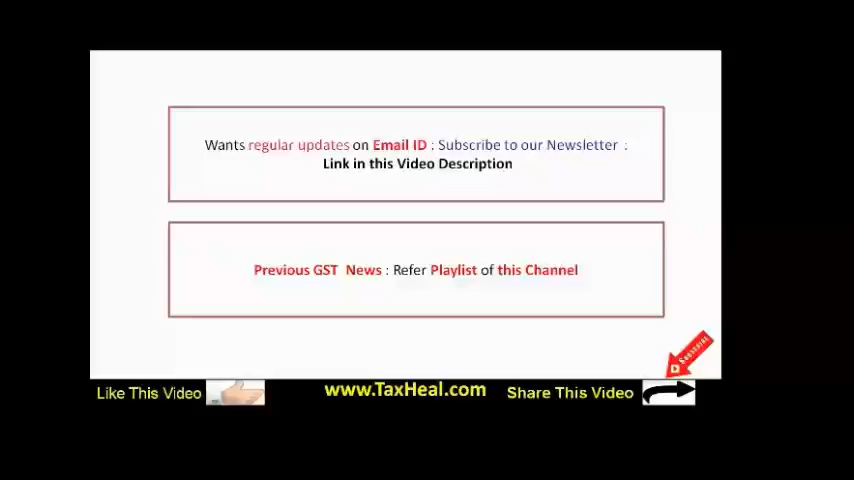 Wants regular updates on Email ID : Subscribe to our Newsletter :
Link in this Video Description
Previous GST News : Refer Playlist of this Channel
Subscribe
Like This Video
www.TaxHeal.com
Share This Video